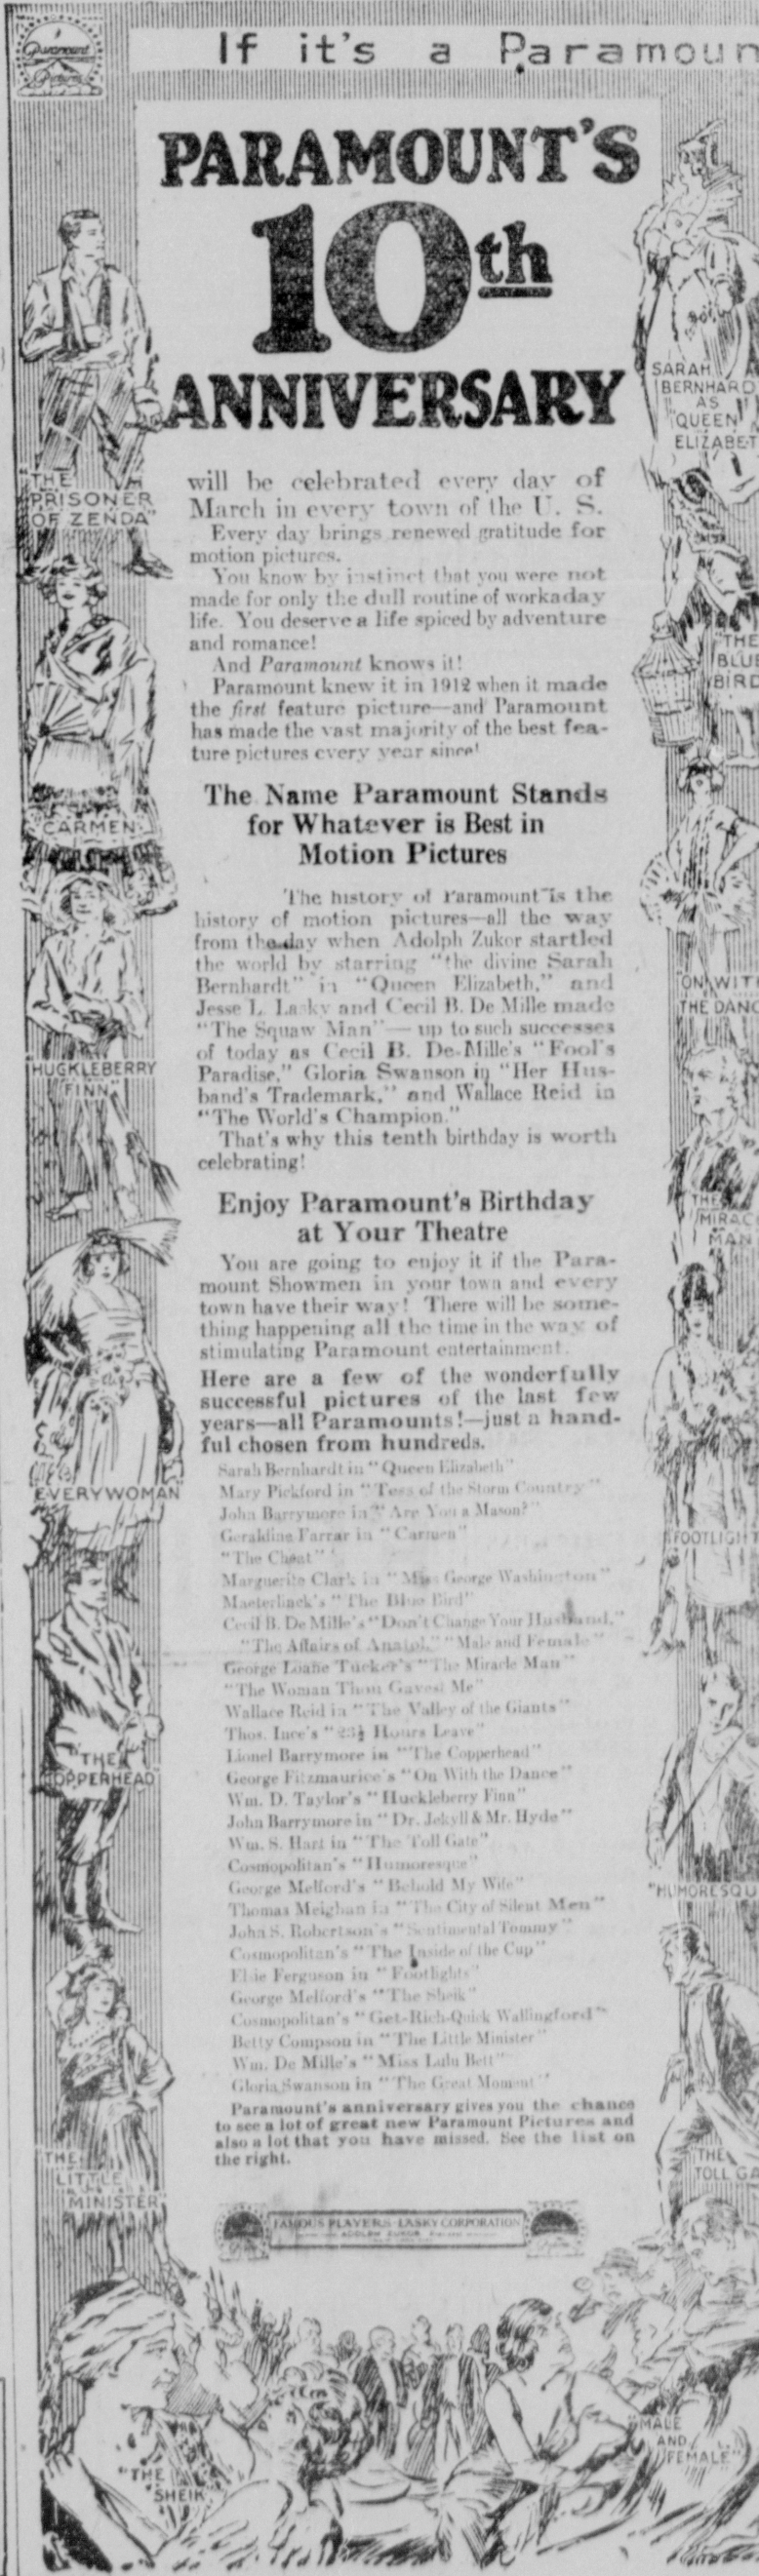 Paramount
Pictures
If it's a Paramoun
PARAMOUNT'S
10th
ANNIVERSARY
will be celebrated every day of
March in every town of the U. S.
Every day brings renewed gratitude for
motion pictures.
You know by instinct that you were not
made for only the dull routine of workaday
life. You deserve a life spiced by adventure
and romance!
And Paramount knows it!
Paramount knew it in 1912 when it made
the first feature picture—and Paramount
has made the vast majority of the best fea-
ture pictures every year since!
The Name Paramount Stands
for Whatever is Best in
Motion Pictures
The history of Paramount is the
history of motion pictures—all the way
from the day when Adolph Zukor startled
the world by starring "the divine Sarah
Bernhardt" in "Queen Elizabeth," and
Jesse L. Lasky and Cecil B. De Mille made
"The Squaw Man"— up to such successes
of today as Cecil B. De-Mille's "Fool's
Paradise," Gloria Swanson in "Her Hus-
band's Trademark," and Wallace Reid in
"The World's Champion."
That's why this tenth birthday is worth
celebrating!
Enjoy Paramount's Birthday
at Your Theatre
You are going to enjoy it if the Para-
mount Showmen in your town and every
town have their way! There will be some-
thing happening all the time in the way of
stimulating Paramount entertainment.
Here are a few of the wonderfully
successful pictures of the last few
years—all Paramounts!—just a hand-
ful chosen from hundreds.
Sarah Bernhardt in "Queen Elizabeth"
Mary Pickford in "Tess of the Storm Country"
John Barrymore in "Are You a Mason?"
Geraldine Farrar in "Carmen"
"The Cheat"
Marguerite Clark in "Miss George Washington"
Maeterlinck's "The Blue Bird"
Cecil B. De Mille's "Don't Change Your Husband,"
"The Affairs of Anatol," "Male and Female"
George Loane Tucker's "The Miracle Man"
"The Woman Thou Gavest Me"
Wallace Reid in "The Valley of the Giants"
Thos. Ince's "23½ Hours Leave"
Lionel Barrymore in "The Copperhead"
George Fitzmaurice's "On With the Dance"
Wm. D. Taylor's "Huckleberry Finn"
John Barrymore in "Dr. Jekyll & Mr. Hyde"
Wm. S. Hart in "The Toll Gate"
Cosmopolitan's "Humoresque"
George Melford's "Behold My Wife"
Thomas Meighan in "The City of Silent Men"
John S. Robertson's "Sentimental Tommy"
Cosmopolitan's "The Inside of the Cup"
Elsie Ferguson in "Footlights"
George Melford's "The Sheik"
Cosmopolitan's "Get-Rich-Quick Wallingford"
Betty Compson in "The Little Minister"
Wm. De Mille's "Miss Lulu Bett"
Gloria Swanson in "The Great Moment"
Paramount's anniversary gives you the chance
to see a lot of great new Paramount Pictures and
also a lot that you have missed. See the list on
the right.
FAMOUS PLAYERS-LASKY CORPORATION
ADOLPH ZUKOR
"THE
PRISONER
OF ZENDA"
"CARMEN"
"HUCKLEBERRY
FINN"
"EVERYWOMAN"
"THE
COPPERHEAD"
"THE
LITTLE
MINISTER"
"THE
SHEIK"
SARAH
BERNHARD
AS
"QUEEN
ELIZABET
"THE
BLUE
BIRD
"ON WITH
THE DANC
"THE
MIRAC
MAN
"FOOTLIGHT
"HUMORESQU
"THE
TOLL GA
"MALE
AND
FEMALE"